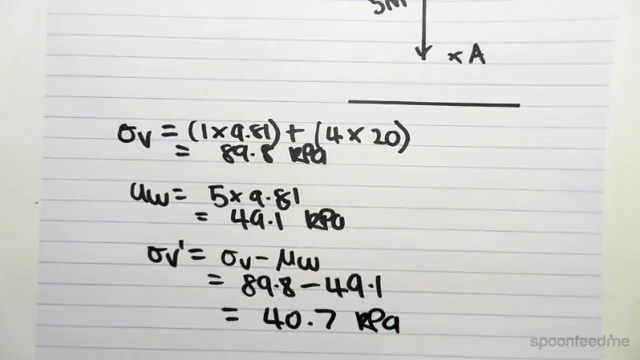 5M
x A
σv = (1 x 9.81) + (4 x 20)
= 89.8 kPa
uw = 5 x 9.81
= 49.1 kPa
σv' = σv - μw
= 89.8 - 49.1
= 40.7 kPa
spoonfeedme